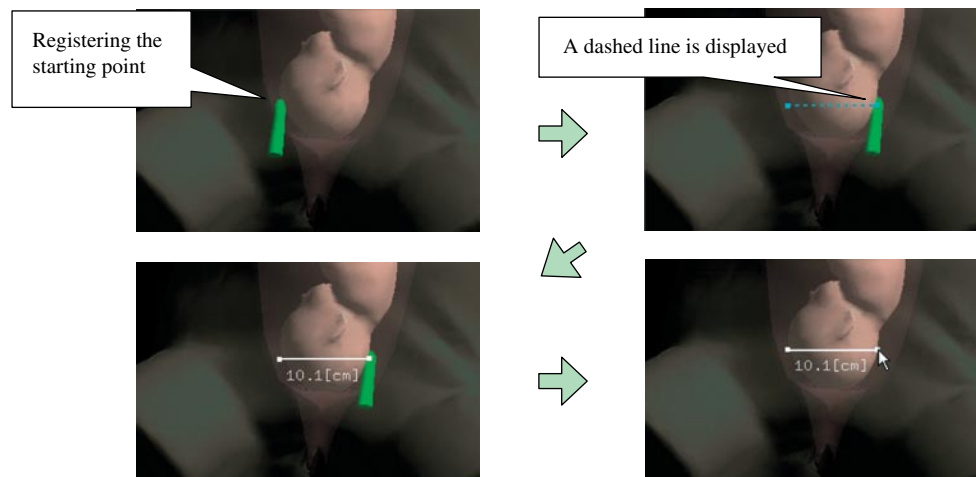 Registering the
starting point
A dashed line is displayed
10.1[cm]
10.1[cm]